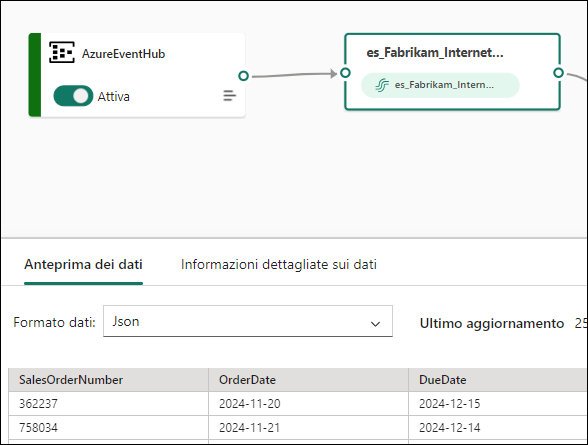 AzureEventHub
Attiva
es_Fabrikam_Internet...
es_Fabrikam_Intern...
Anteprima dei dati
Informazioni dettagliate sui dati
Formato dati: Json
Ultimo aggiornamento 25
SalesOrderNumber OrderDate DueDate
362237 2024-11-20 2024-12-15
758034 2024-11-21 2024-12-14